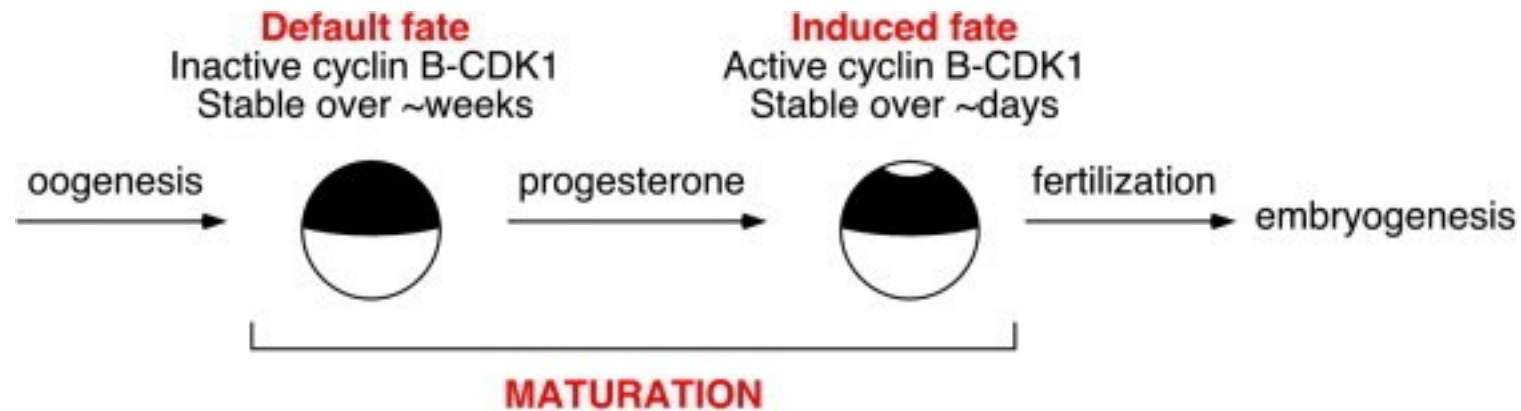 Default fate
Inactive cyclin B-CDK1
Stable over ~weeks
Induced fate
Active cyclin B-CDK1
Stable over ~days
oogenesis
progesterone
fertilization
embryogenesis
MATURATION